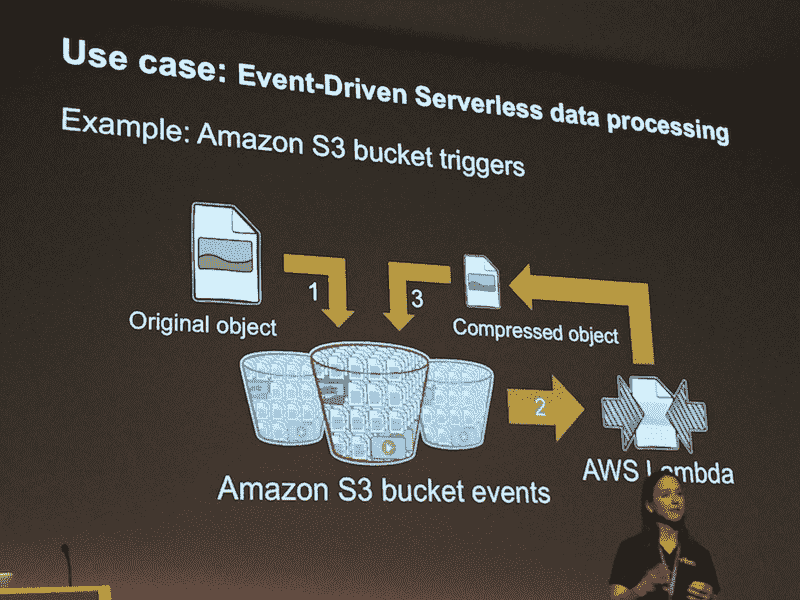 Use case: Event-Driven Serverless data processing
Example: Amazon S3 bucket triggers
1
3
Original object
Compressed object
2
AWS Lambda
Amazon S3 bucket events